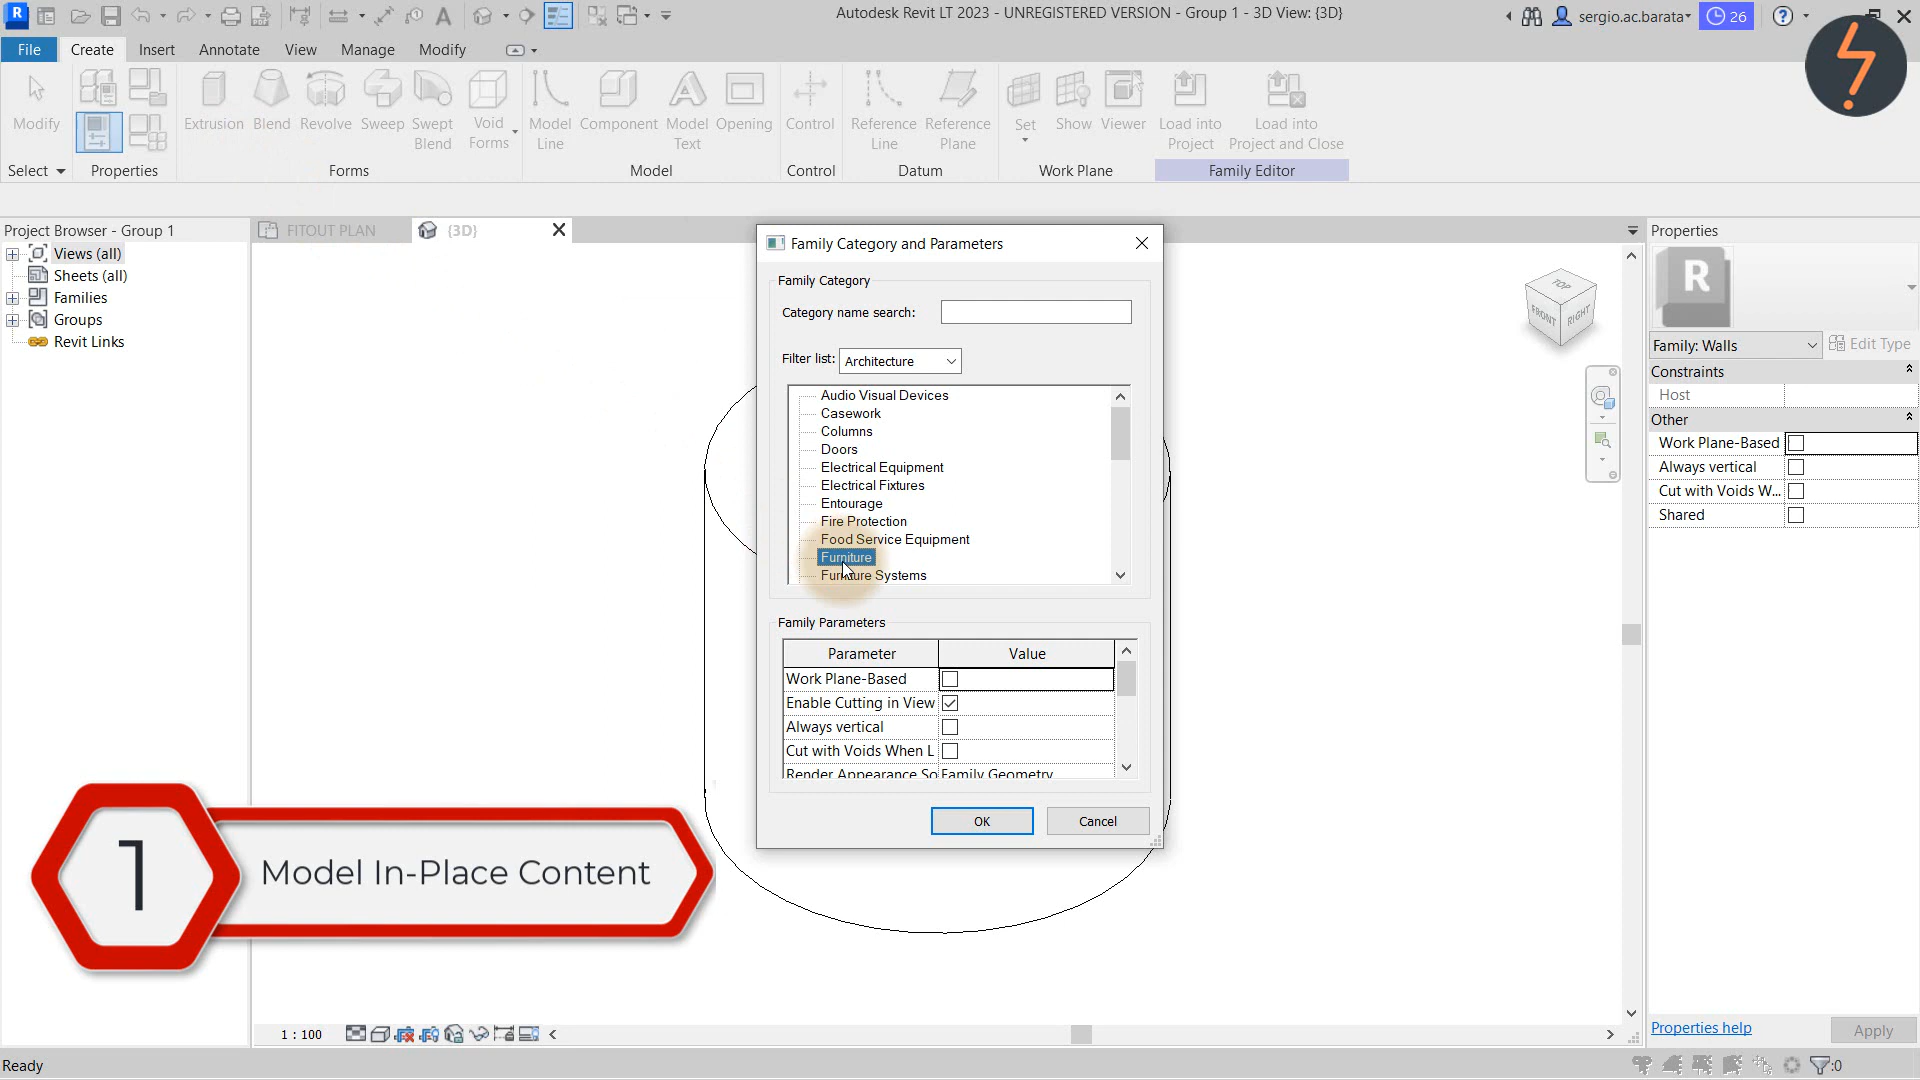 Autodesk Revit LT 2023 - UNREGISTERED VERSION - Group 1 - 3D View: {3D}
sergio.ac.barata
26
File
Create
Insert
Annotate
View
Manage
Modify
Modify
Extrusion
Blend
Revolve
Sweep
Swept
Blend
Void
Forms
Model
Line
Component
Model
Text
Opening
Control
Reference
Line
Reference
Plane
Set
Show
Viewer
Load into
Project
Load into
Project and Close
Select
Properties
Forms
Model
Control
Datum
Work Plane
Family Editor
Project Browser - Group 1
Views (all)
Sheets (all)
Families
Groups
Revit Links
FITOUT PLAN
{3D}
Family Category and Parameters
Family Category
Category name search:
Filter list:
Architecture
Audio Visual Devices
Casework
Columns
Doors
Electrical Equipment
Electrical Fixtures
Entourage
Fire Protection
Food Service Equipment
Furniture
Furniture Systems
Family Parameters
Parameter
Value
Work Plane-Based
Enable Cutting in View
Always vertical
Cut with Voids When L
Render Appearance So
Family Geometry
OK
Cancel
TOP
FRONT
RIGHT
Properties
R
Family: Walls
Edit Type
Constraints
Host
Other
Work Plane-Based
Always vertical
Cut with Voids W...
Shared
Properties help
Apply
1
Model In-Place Content
1 : 100
Ready
:0